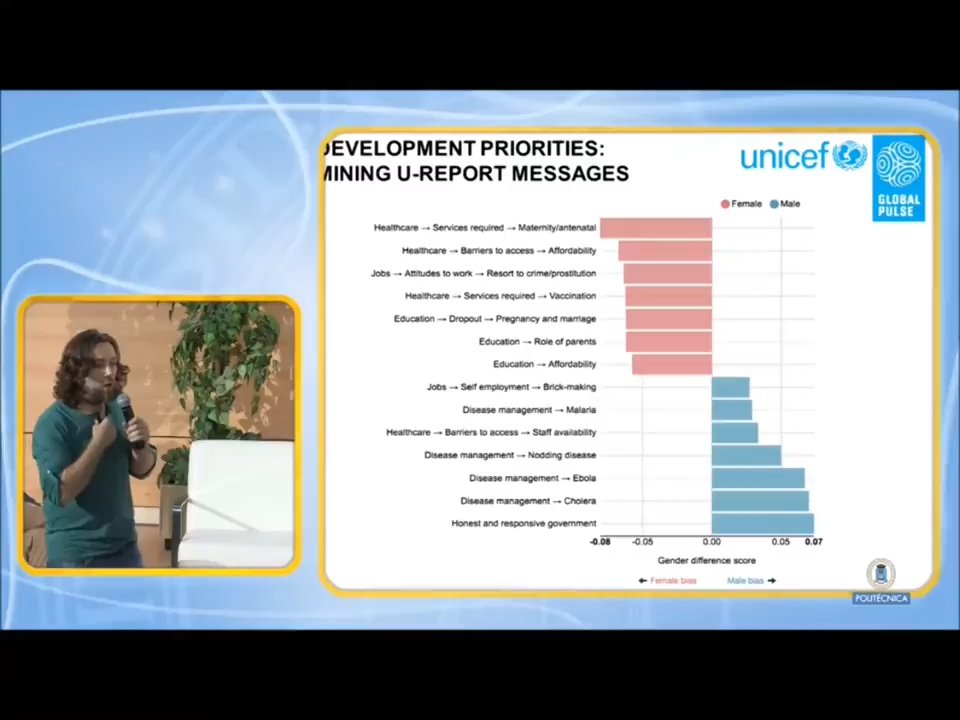 DEVELOPMENT PRIORITIES:
MINING U-REPORT MESSAGES
unicef
GLOBAL
PULSE
Female Male
Healthcare → Services required → Maternity/antenatal
Healthcare → Barriers to access → Affordability
Jobs → Attitudes to work → Resort to crime/prostitution
Healthcare → Services required → Vaccination
Education → Dropout → Pregnancy and marriage
Education → Role of parents
Education → Affordability
Jobs → Self employment → Brick-making
Disease management → Malaria
Healthcare → Barriers to access → Staff availability
Disease management → Nodding disease
Disease management → Ebola
Disease management → Cholera
Honest and responsive government
-0.08 -0.05 0.00 0.05 0.07
Gender difference score
← Female bias Male bias →
POLITÉCNICA